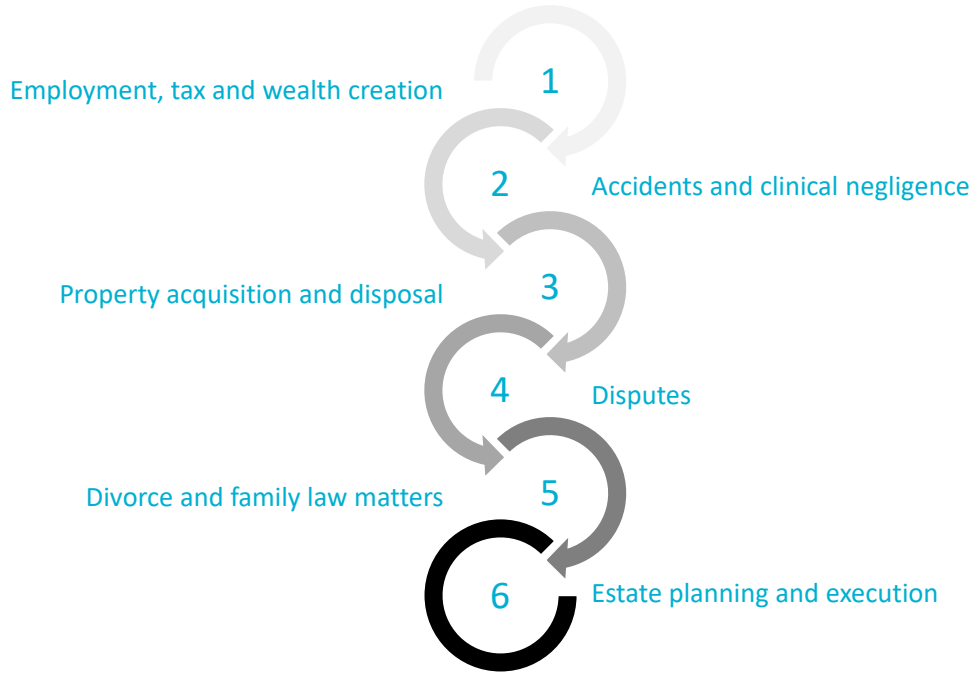 1
Employment, tax and wealth creation
2
Accidents and clinical negligence
3
Property acquisition and disposal
4
Disputes
5
Divorce and family law matters
6
Estate planning and execution